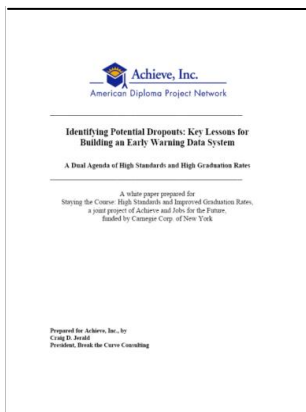 Achieve, Inc.
American Diploma Project Network
Identifying Potential Dropouts: Key Lessons for
Building an Early Warning Data System
A Dual Agenda of High Standards and High Graduation Rates
A white paper prepared for
Staying the Course: High Standards and Improved Graduation Rates,
a joint project of Achieve and Jobs for the Future,
funded by Carnegie Corp. of New York
Prepared for Achieve, Inc., by
Craig D. Jerald
President, Break the Curve Consulting